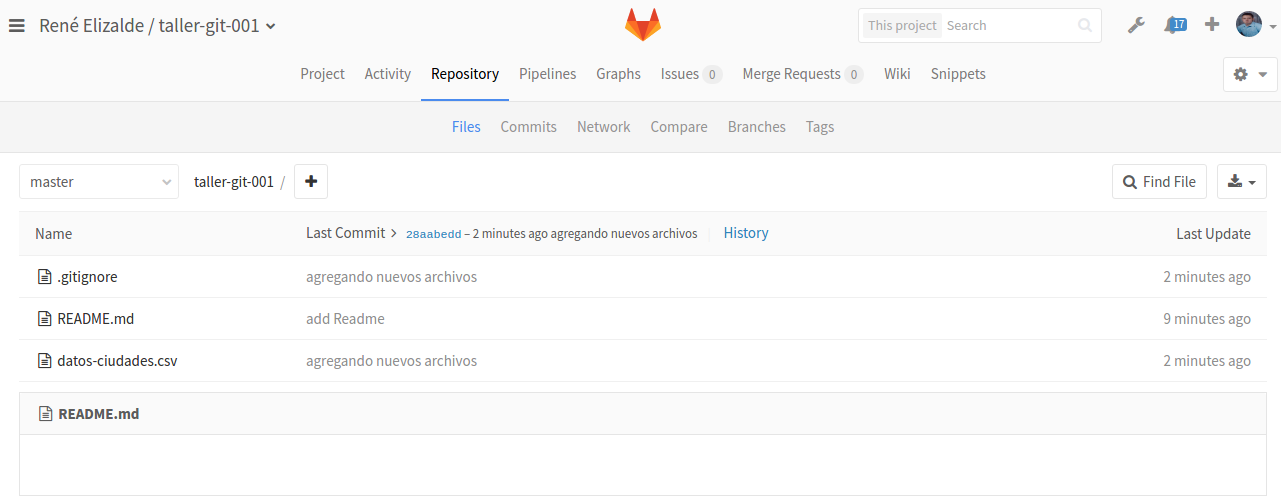 René Elizalde / taller-git-001 This project Search 17
Project Activity Repository Pipelines Graphs Issues 0 Merge Requests 0 Wiki Snippets
Files Commits Network Compare Branches Tags
master taller-git-001 / Find File
Name Last Commit > 28aabedd – 2 minutes ago agregando nuevos archivos History Last Update
.gitignore agregando nuevos archivos 2 minutes ago
README.md add Readme 9 minutes ago
datos-ciudades.csv agregando nuevos archivos 2 minutes ago
README.md